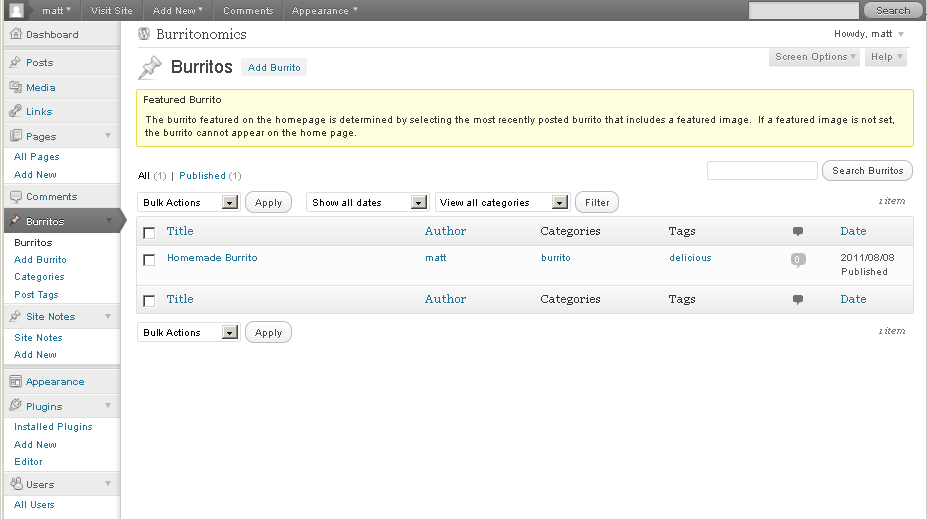 matt Visit Site Add New Comments Appearance Search
Dashboard
Posts
Media
Links
Pages
All Pages
Add New
Comments
Burritos
Burritos
Add Burrito
Categories
Post Tags
Site Notes
Site Notes
Add New
Appearance
Plugins
Installed Plugins
Add New
Editor
Users
All Users
Burritonomics Howdy, matt
Burritos Add Burrito Screen Options Help
Featured Burrito
The burrito featured on the homepage is determined by selecting the most recently posted burrito that includes a featured image. If a featured image is not set,
the burrito cannot appear on the home page.
All (1) | Published (1) Search Burritos
Bulk Actions Apply Show all dates View all categories Filter 1 item
Title Author Categories Tags Date
Homemade Burrito matt burrito delicious 0 2011/08/08
Published
Title Author Categories Tags Date
Bulk Actions Apply 1 item